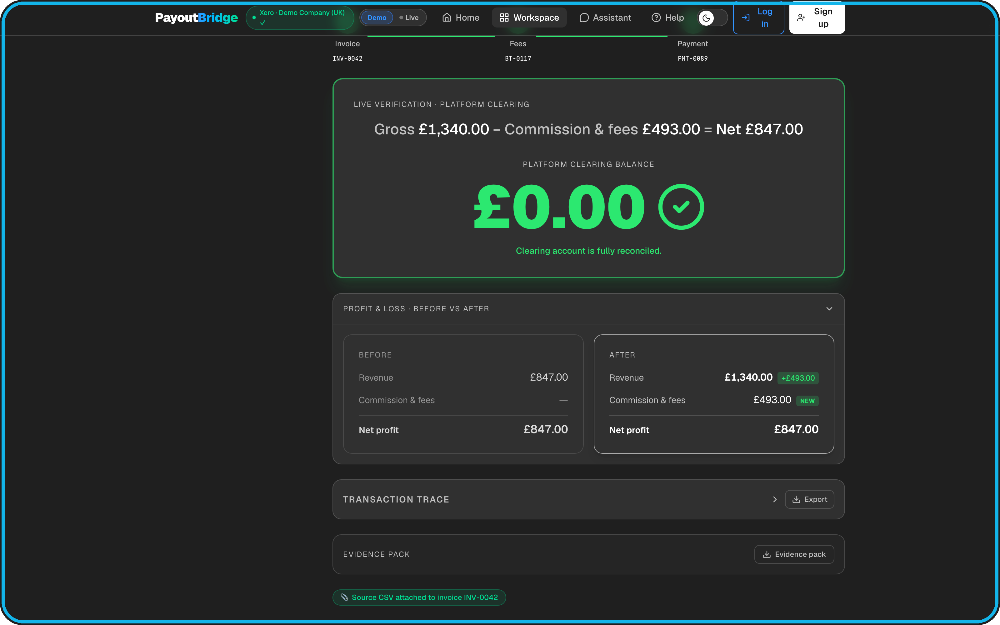 PayoutBridge
Xero · Demo Company (UK)
✓
Demo
Live
Home
Workspace
Assistant
Help
Log
in
Sign
up
Invoice
Fees
Payment
INV-0042
BT-0117
PMT-0089
LIVE VERIFICATION · PLATFORM CLEARING
Gross £1,340.00 – Commission & fees £493.00 = Net £847.00
PLATFORM CLEARING BALANCE
£0.00
Clearing account is fully reconciled.
PROFIT & LOSS · BEFORE VS AFTER
BEFORE
Revenue £847.00
Commission & fees —
Net profit £847.00
AFTER
Revenue £1,340.00 +£493.00
Commission & fees £493.00 NEW
Net profit £847.00
TRANSACTION TRACE
Export
EVIDENCE PACK
Evidence pack
Source CSV attached to invoice INV-0042